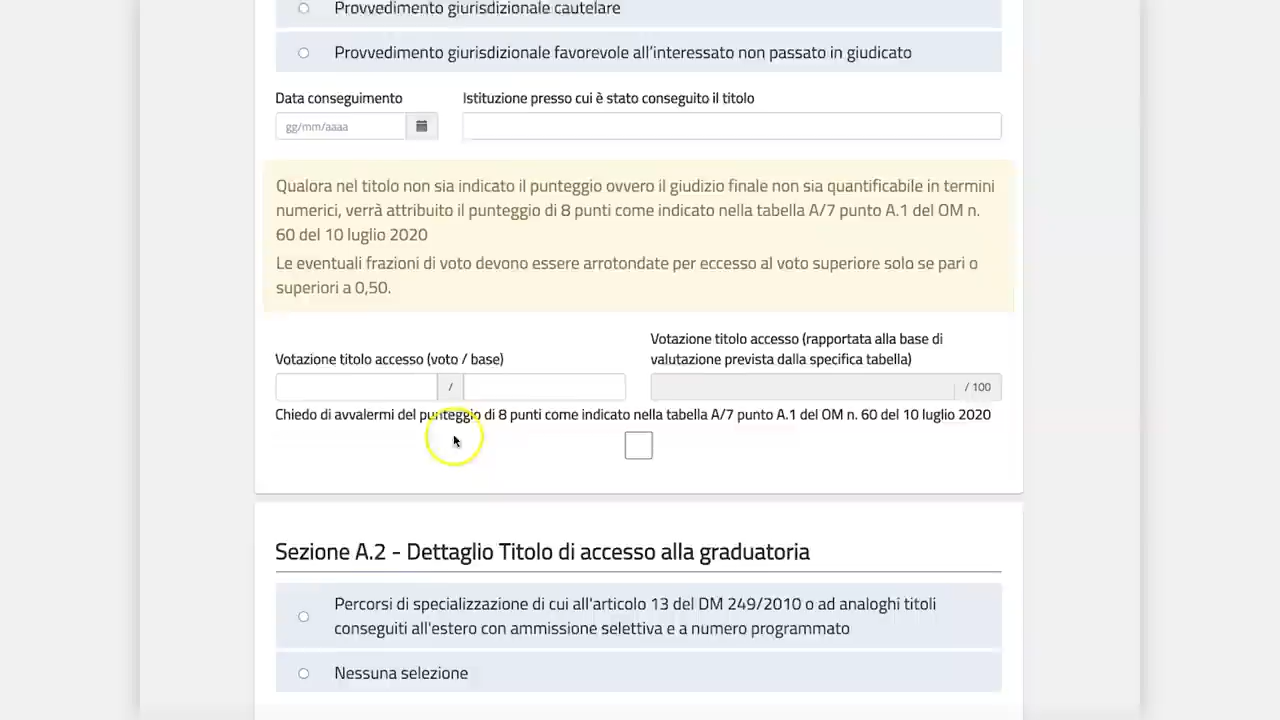 Provvedimento giurisdizionale cautelare
Provvedimento giurisdizionale favorevole all’interessato non passato in giudicato
Data conseguimento
Istituzione presso cui è stato conseguito il titolo
gg/mm/aaaa
Qualora nel titolo non sia indicato il punteggio ovvero il giudizio finale non sia quantificabile in termini
numerici, verrà attribuito il punteggio di 8 punti come indicato nella tabella A/7 punto A.1 del OM n.
60 del 10 luglio 2020
Le eventuali frazioni di voto devono essere arrotondate per eccesso al voto superiore solo se pari o
superiori a 0,50.
Votazione titolo accesso (voto / base)
Votazione titolo accesso (rapportata alla base di
valutazione prevista dalla specifica tabella)
/
/ 100
Chiedo di avvalermi del punteggio di 8 punti come indicato nella tabella A/7 punto A.1 del OM n. 60 del 10 luglio 2020
Sezione A.2 - Dettaglio Titolo di accesso alla graduatoria
Percorsi di specializzazione di cui all'articolo 13 del DM 249/2010 o ad analoghi titoli
conseguiti all'estero con ammissione selettiva e a numero programmato
Nessuna selezione